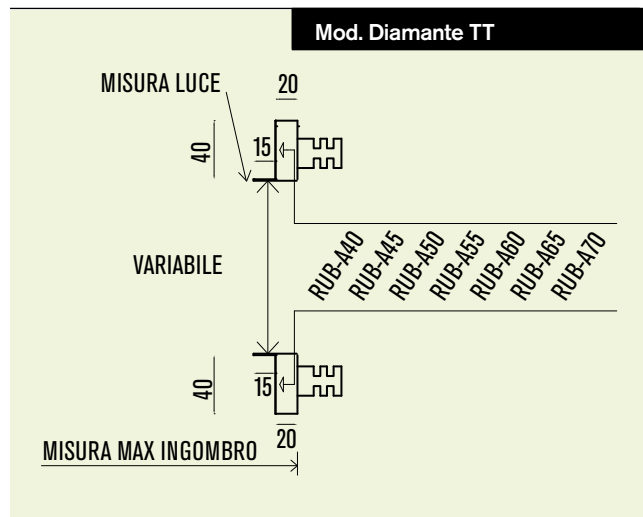 Mod. Diamante TT
MISURA LUCE
20
40
15
VARIABILE
RUB-A40
RUB-A45
RUB-A50
RUB-A55
RUB-A60
RUB-A65
RUB-A70
40
15
20
MISURA MAX INGOMBRO